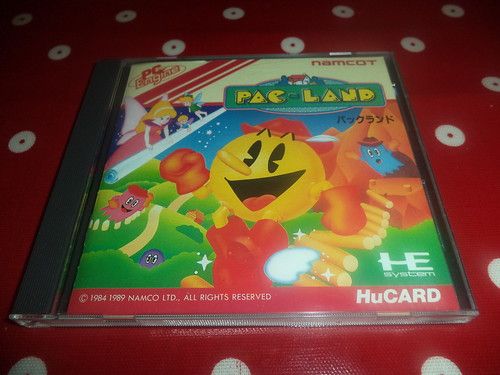 PC Engine
namcot
PAC-LAND
パックランド
HE
system
© 1984 1989 NAMCO LTD., ALL RIGHTS RESERVED
HuCARD